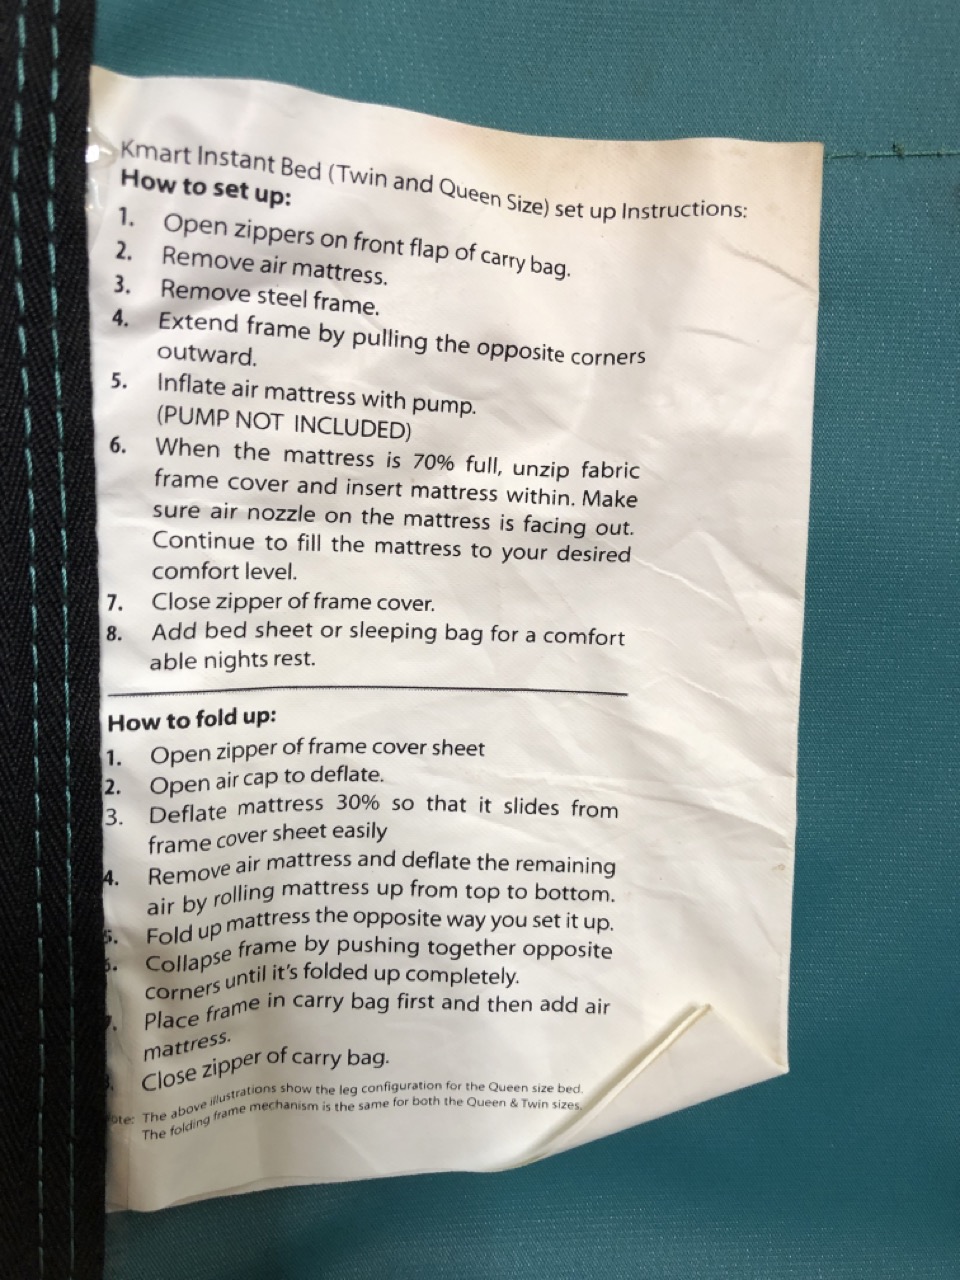 Kmart Instant Bed (Twin and Queen Size) set up Instructions:
How to set up:
1. Open zippers on front flap of carry bag.
2. Remove air mattress.
3. Remove steel frame.
4. Extend frame by pulling the opposite corners
outward.
5. Inflate air mattress with pump.
(PUMP NOT INCLUDED)
6. When the mattress is 70% full, unzip fabric
frame cover and insert mattress within. Make
sure air nozzle on the mattress is facing out.
Continue to fill the mattress to your desired
comfort level.
7. Close zipper of frame cover.
8. Add bed sheet or sleeping bag for a comfort
able nights rest.
How to fold up:
1. Open zipper of frame cover sheet
2. Open air cap to deflate.
3. Deflate mattress 30% so that it slides from
frame cover sheet easily
4. Remove air mattress and deflate the remaining
air by rolling mattress up from top to bottom.
5. Fold up mattress the opposite way you set it up.
6. Collapse frame by pushing together opposite
corners until it's folded up completely.
7. Place frame in carry bag first and then add air
mattress.
Close zipper of carry bag.
ote: The above illustrations show the leg configuration for the Queen size bed.
The folding frame mechanism is the same for both the Queen & Twin sizes.